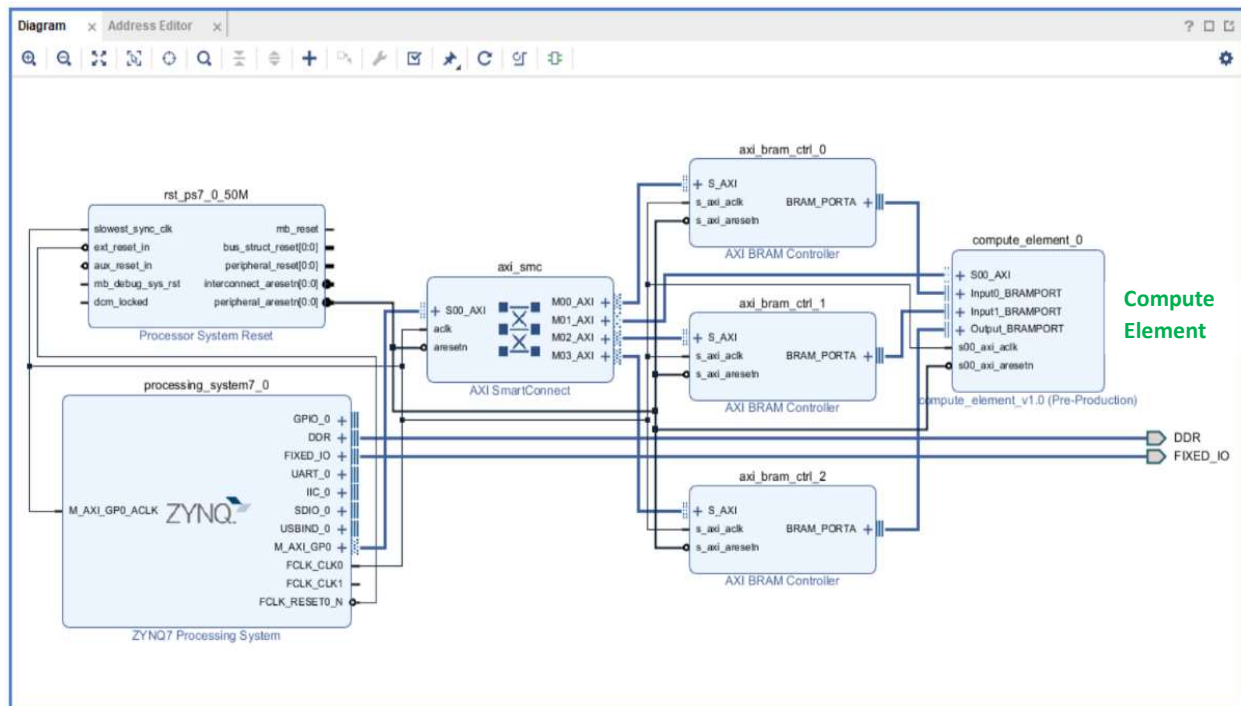 Diagram × Address Editor ×
rst_ps7_0_50M
slowest_sync_clk
ext_reset_in
aux_reset_in
mb_debug_sys_rst
dcm_locked
mb_reset
bus_struct_reset[0:0]
peripheral_reset[0:0]
interconnect_aresetn[0:0]
peripheral_aresetn[0:0]
Processor System Reset
processing_system7_0
M_AXI_GP0_ACLK
ZYNQ
GPIO_0
DDR
FIXED_IO
UART_0
IIC_0
SDIO_0
USBIND_0
M_AXI_GP0
FCLK_CLK0
FCLK_CLK1
FCLK_RESET0_N
ZYNQ7 Processing System
axi_smc
S00_AXI
aclk
aresetn
M00_AXI
M01_AXI
M02_AXI
M03_AXI
AXI SmartConnect
axi_bram_ctrl_0
S_AXI
s_axi_aclk
s_axi_aresetn
BRAM_PORTA
AXI BRAM Controller
axi_bram_ctrl_1
S_AXI
s_axi_aclk
s_axi_aresetn
BRAM_PORTA
AXI BRAM Controller
axi_bram_ctrl_2
S_AXI
s_axi_aclk
s_axi_aresetn
BRAM_PORTA
AXI BRAM Controller
compute_element_0
S00_AXI
Input0_BRAMPORT
Input1_BRAMPORT
Output_BRAMPORT
s00_axi_aclk
s00_axi_aresetn
compute_element_v1.0 (Pre-Production)
Compute
Element
DDR
FIXED_IO